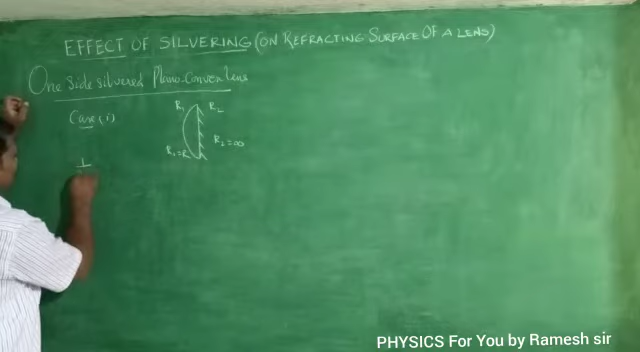 EFFECT OF SILVERING (ON REFRACTING SURFACE OF A LENS)
One Side silvered Plano-Convex lens
Case (i)
R₁ R₂
R₂=∞
R₁=R
1
PHYSICS For You by Ramesh sir